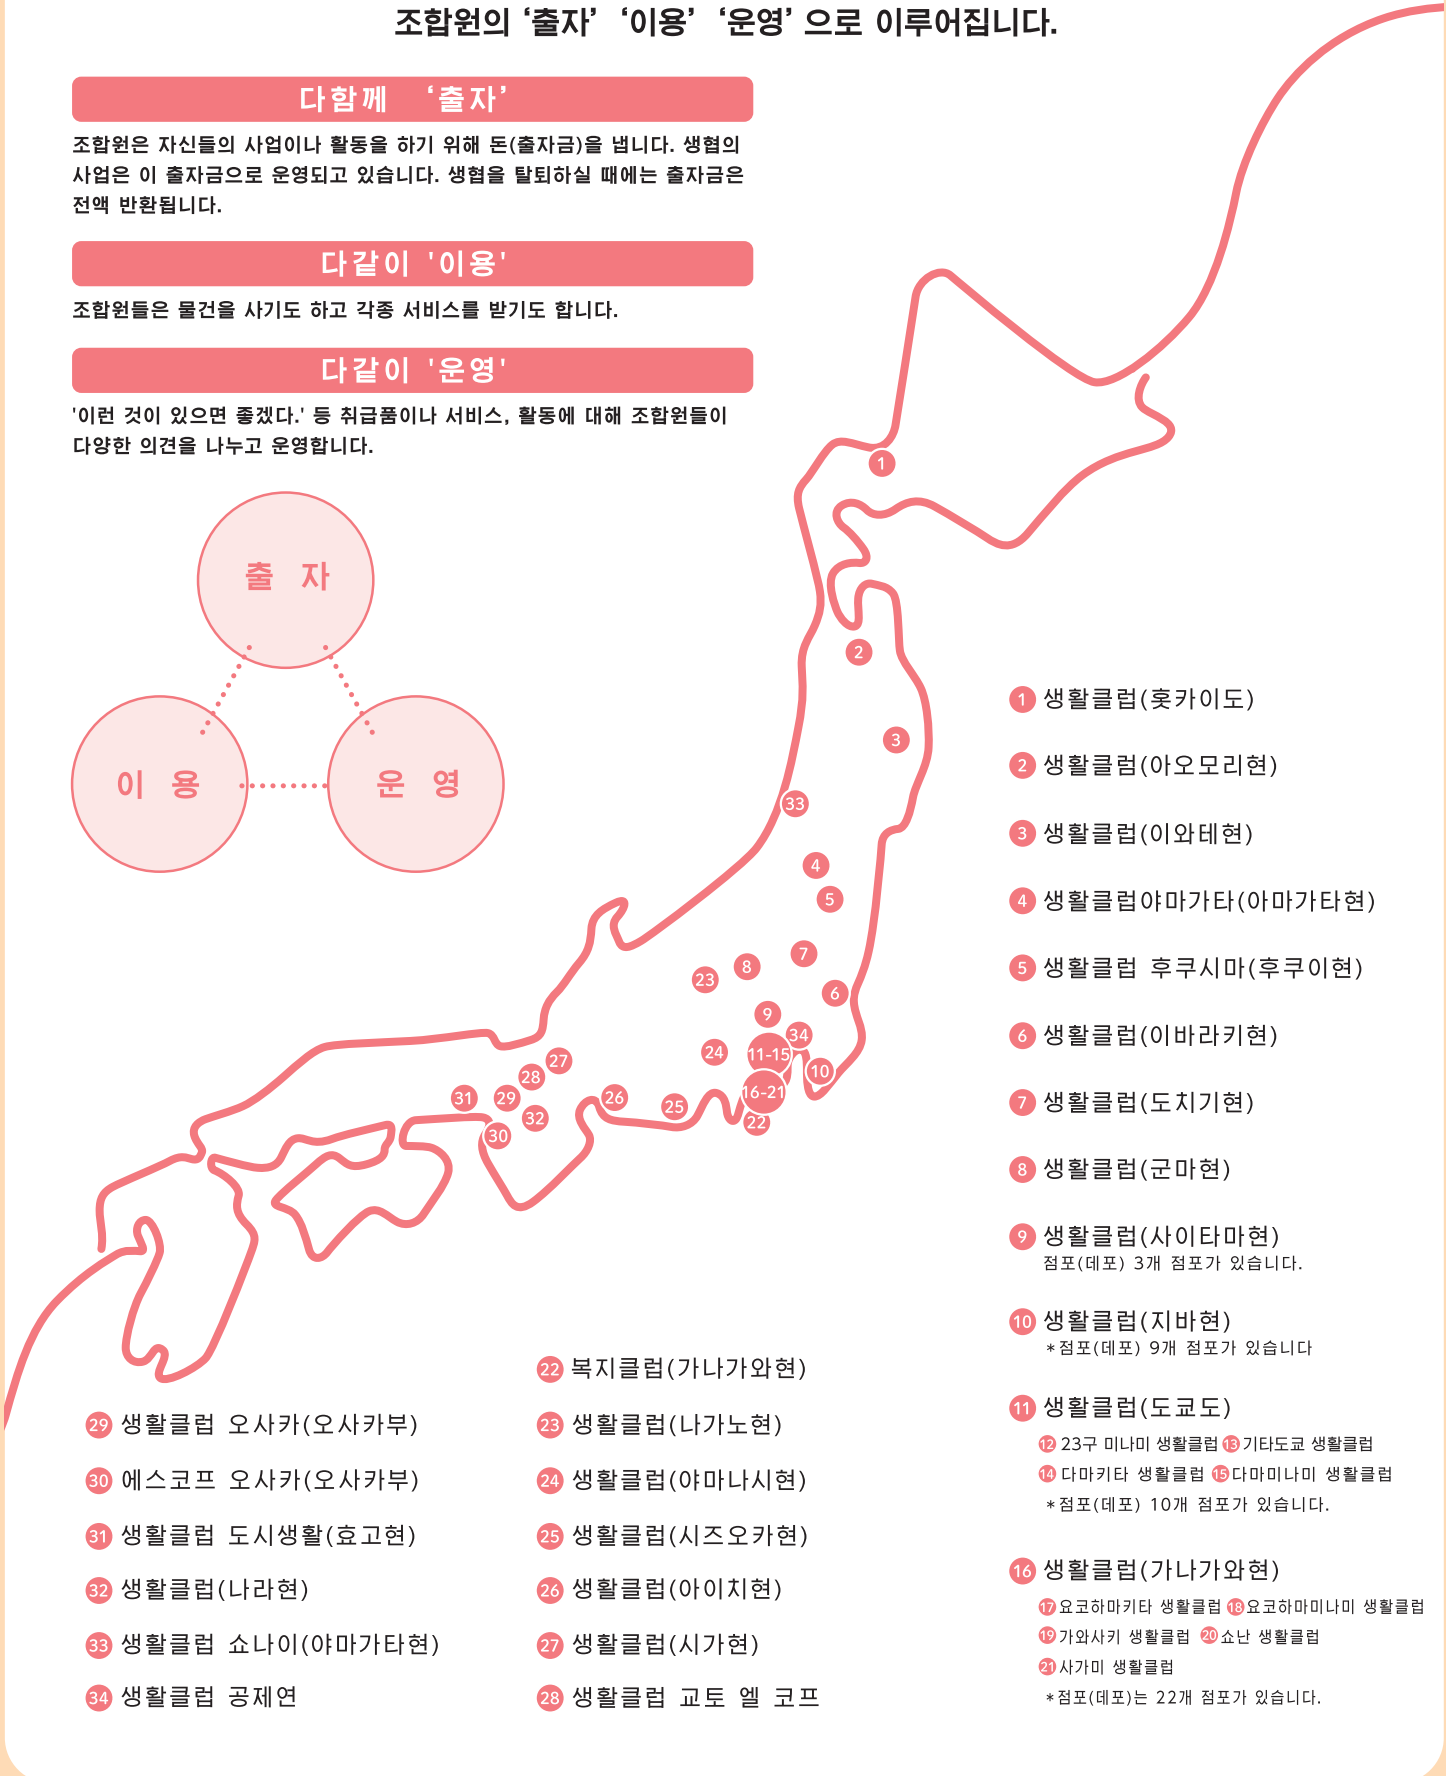 조합원의 ‘출자’ ‘이용’ ‘운영’ 으로 이루어집니다.
다함께 ‘출자’
조합원은 자신들의 사업이나 활동을 하기 위해 돈(출자금)을 냅니다. 생협의
사업은 이 출자금으로 운영되고 있습니다. 생협을 탈퇴하실 때에는 출자금은
전액 반환됩니다.
다같이 '이용'
조합원들은 물건을 사기도 하고 각종 서비스를 받기도 합니다.
다같이 '운영'
'이런 것이 있으면 좋겠다.' 등 취급품이나 서비스, 활동에 대해 조합원들이
다양한 의견을 나누고 운영합니다.
출 자
이 용
운 영
1
2
3
33
4
5
7
8
23
6
9
34
24
11-15
10
16-21
22
27
28
31
29
26
25
32
30
1 생활클럽(홋카이도)
2 생활클럼(아오모리현)
3 생활클럽(이와테현)
4 생활클럽야마가타(아마가타현)
5 생활클럽 후쿠시마(후쿠이현)
6 생활클럽(이바라키현)
7 생활클럽(도치기현)
8 생활클럽(군마현)
9 생활클럽(사이타마현)
점포(데포) 3개 점포가 있습니다.
10 생활클럽(지바현)
*점포(데포) 9개 점포가 있습니다
11 생활클럽(도쿄도)
12 23구 미나미 생활클럽 13 기타도쿄 생활클럽
14 다마키타 생활클럽 15 다마미나미 생활클럽
*점포(데포) 10개 점포가 있습니다.
16 생활클럽(가나가와현)
17 요코하마키타 생활클럽 18 요코하마미나미 생활클럽
19 가와사키 생활클럽 20 쇼난 생활클럽
21 사가미 생활클럽
*점포(데포)는 22개 점포가 있습니다.
22 복지클럽(가나가와현)
23 생활클럽(나가노현)
24 생활클럽(야마나시현)
25 생활클럽(시즈오카현)
26 생활클럽(아이치현)
27 생활클럽(시가현)
28 생활클럽 교토 엘 코프
29 생활클럽 오사카(오사카부)
30 에스코프 오사카(오사카부)
31 생활클럽 도시생활(효고현)
32 생활클럽(나라현)
33 생활클럽 쇼나이(야마가타현)
34 생활클럽 공제연